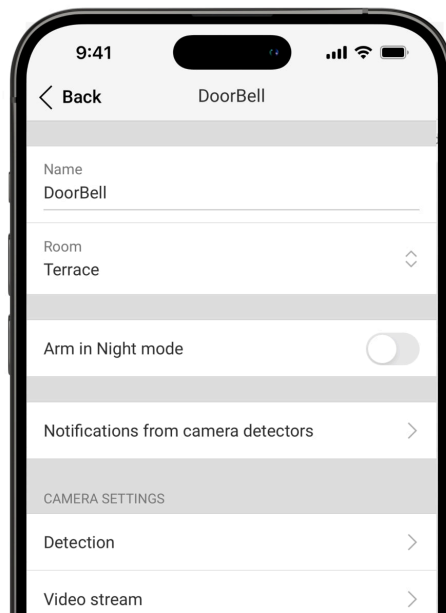 9:41
Back
DoorBell
Name
DoorBell
Room
Terrace
Arm in Night mode
Notifications from camera detectors
CAMERA SETTINGS
Detection
Video stream